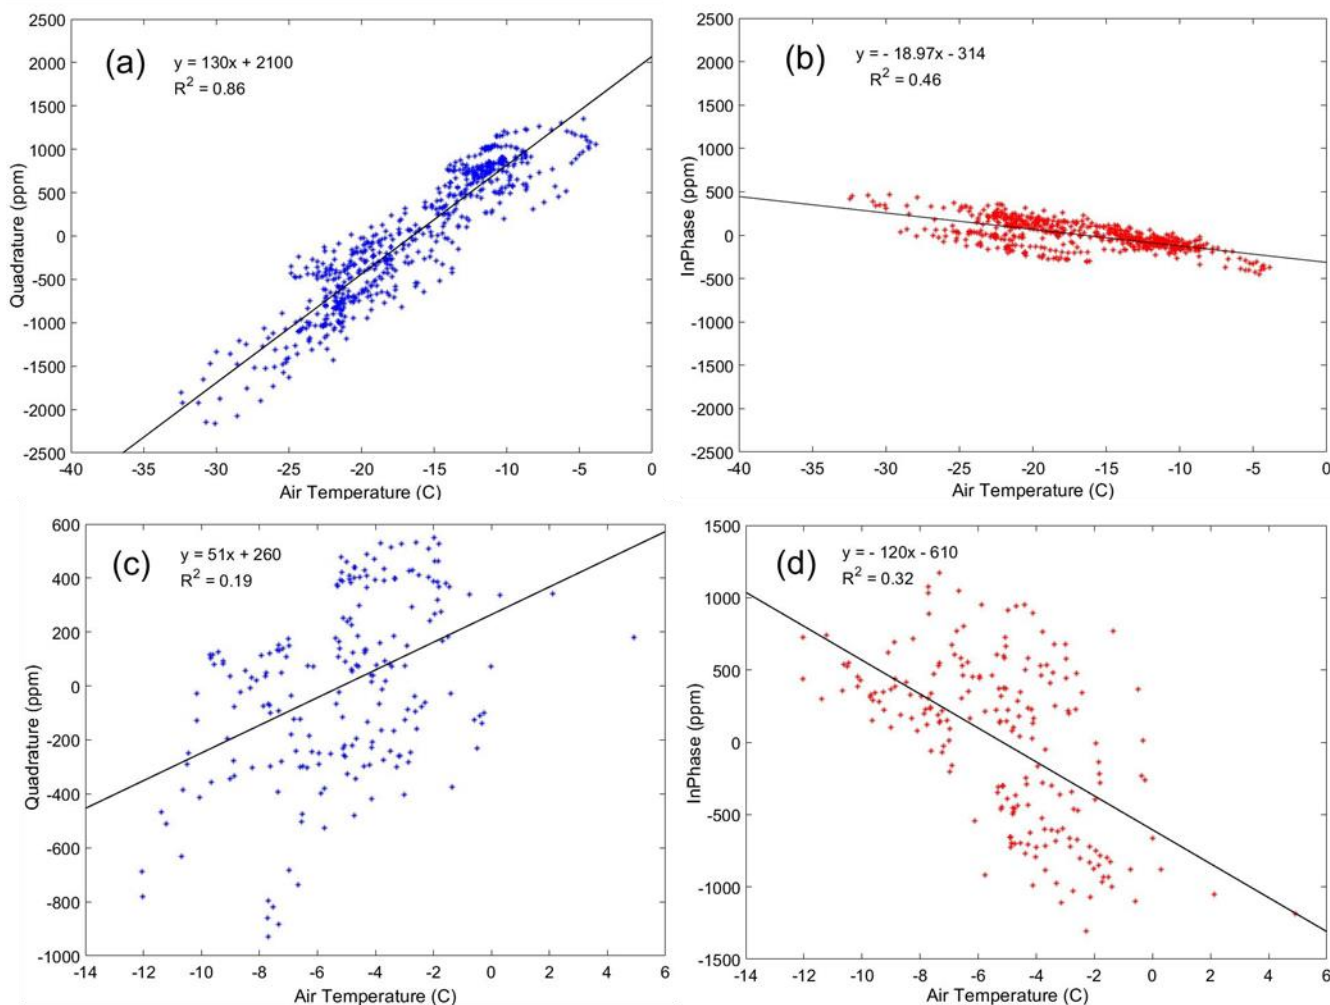 (a)
y = 130x + 2100
R² = 0.86
2500
2000
1500
1000
500
0
-500
-1000
-1500
-2000
-2500
Quadrature (ppm)
-40 -35 -30 -25 -20 -15 -10 -5 0
Air Temperature (C)
(b)
y = - 18.97x - 314
R² = 0.46
2500
2000
1500
1000
500
0
-500
-1000
-1500
-2000
-2500
InPhase (ppm)
-40 -35 -30 -25 -20 -15 -10 -5 0
Air Temperature (C)
(c)
y = 51x + 260
R² = 0.19
600
400
200
0
-200
-400
-600
-800
-1000
Quadrature (ppm)
-14 -12 -10 -8 -6 -4 -2 0 2 4 6
Air Temperature (C)
(d)
y = - 120x - 610
R² = 0.32
1500
1000
500
0
-500
-1000
-1500
InPhase (ppm)
-14 -12 -10 -8 -6 -4 -2 0 2 4 6
Air Temperature (C)